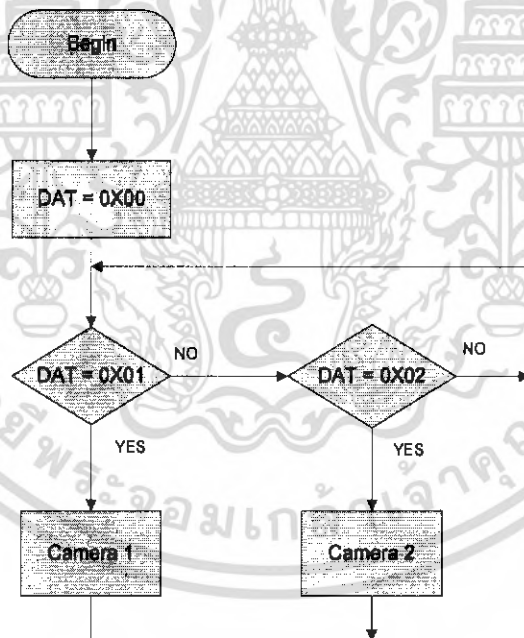 Begin
DAT = 0X00
DAT = 0X01
NO
DAT = 0X02
NO
YES
YES
Camera 1
Camera 2